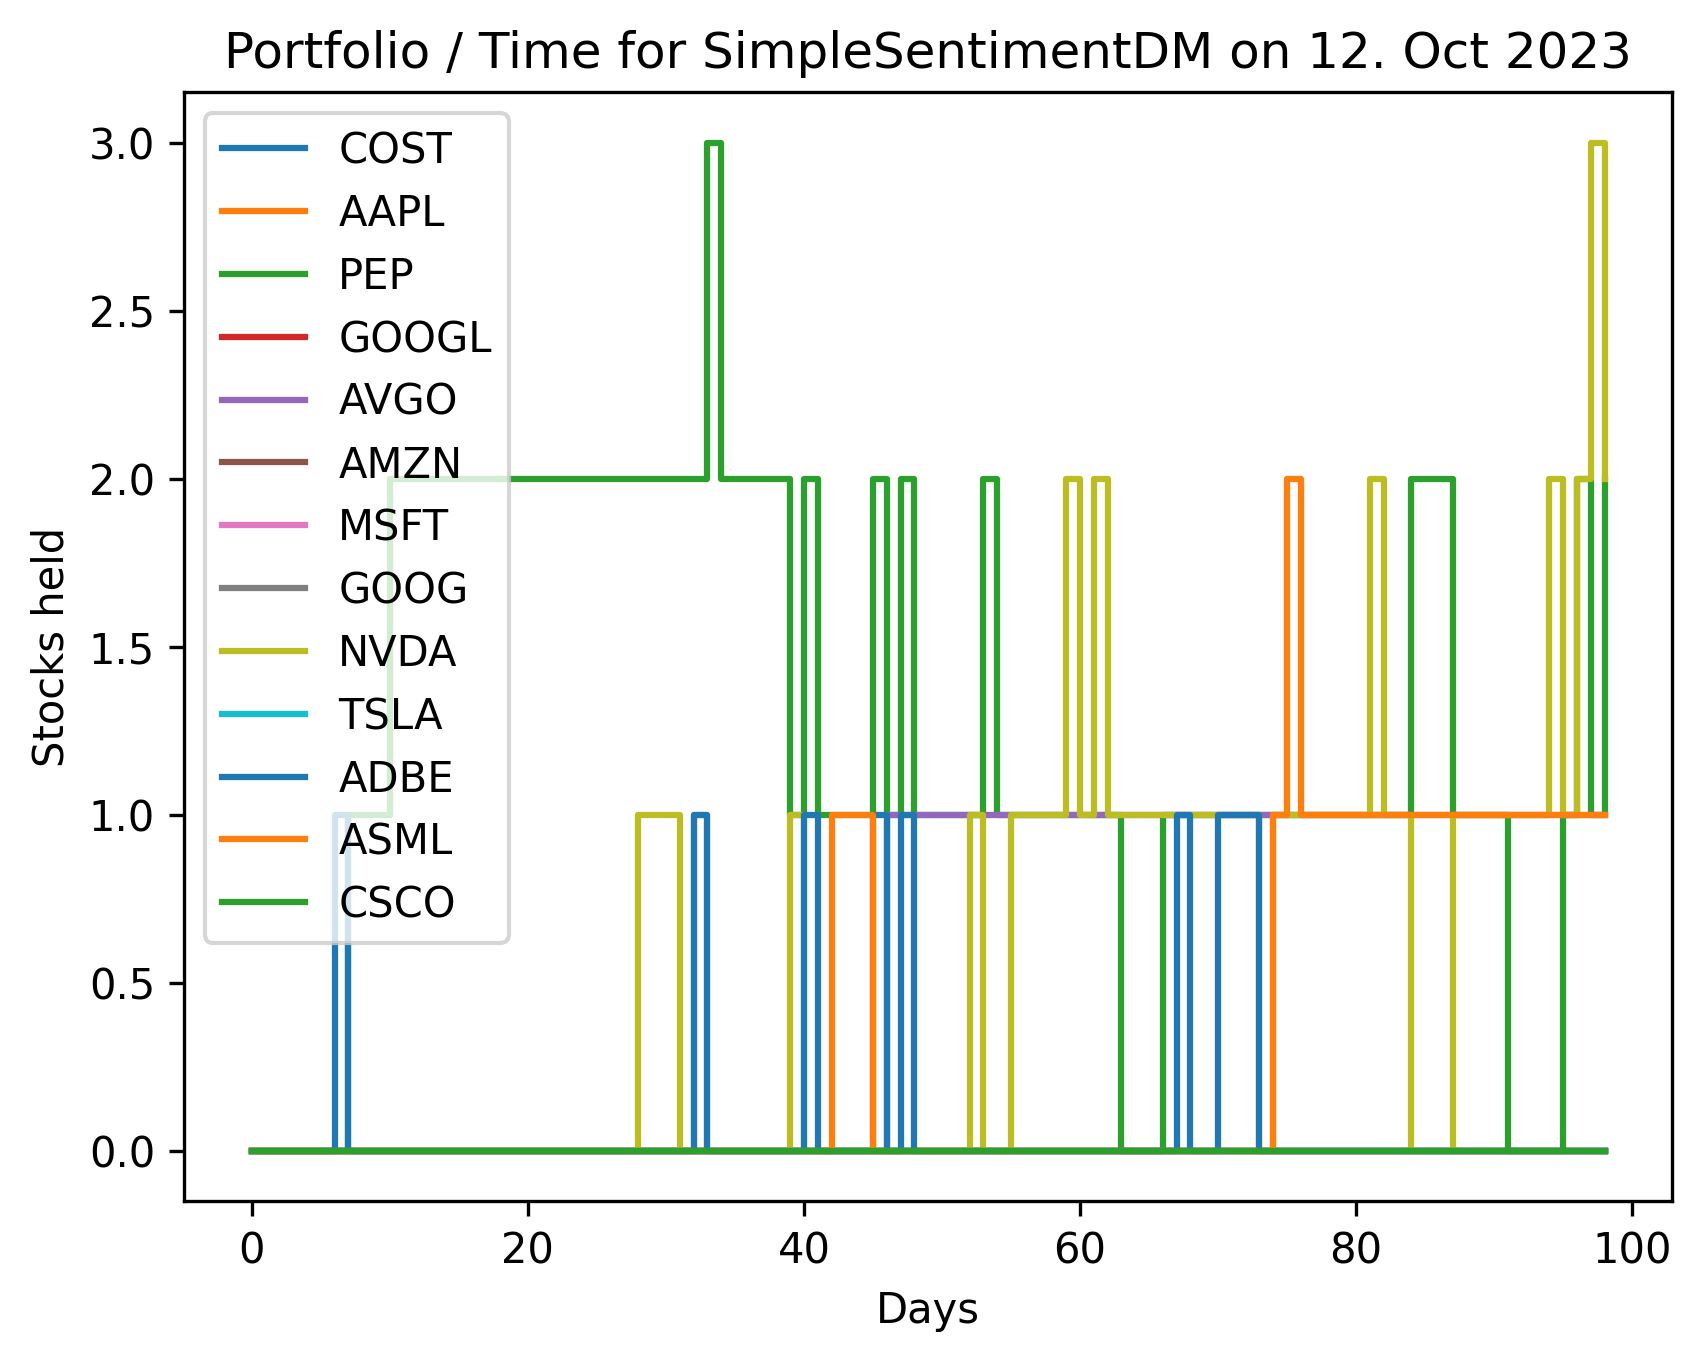 Portfolio / Time for SimpleSentimentDM on 12. Oct 2023
3.0
2.5
2.0
1.5
1.0
0.5
0.0
Stocks held
COST
AAPL
PEP
GOOGL
AVGO
AMZN
MSFT
GOOG
NVDA
TSLA
ADBE
ASML
CSCO
0 20 40 60 80 100
Days